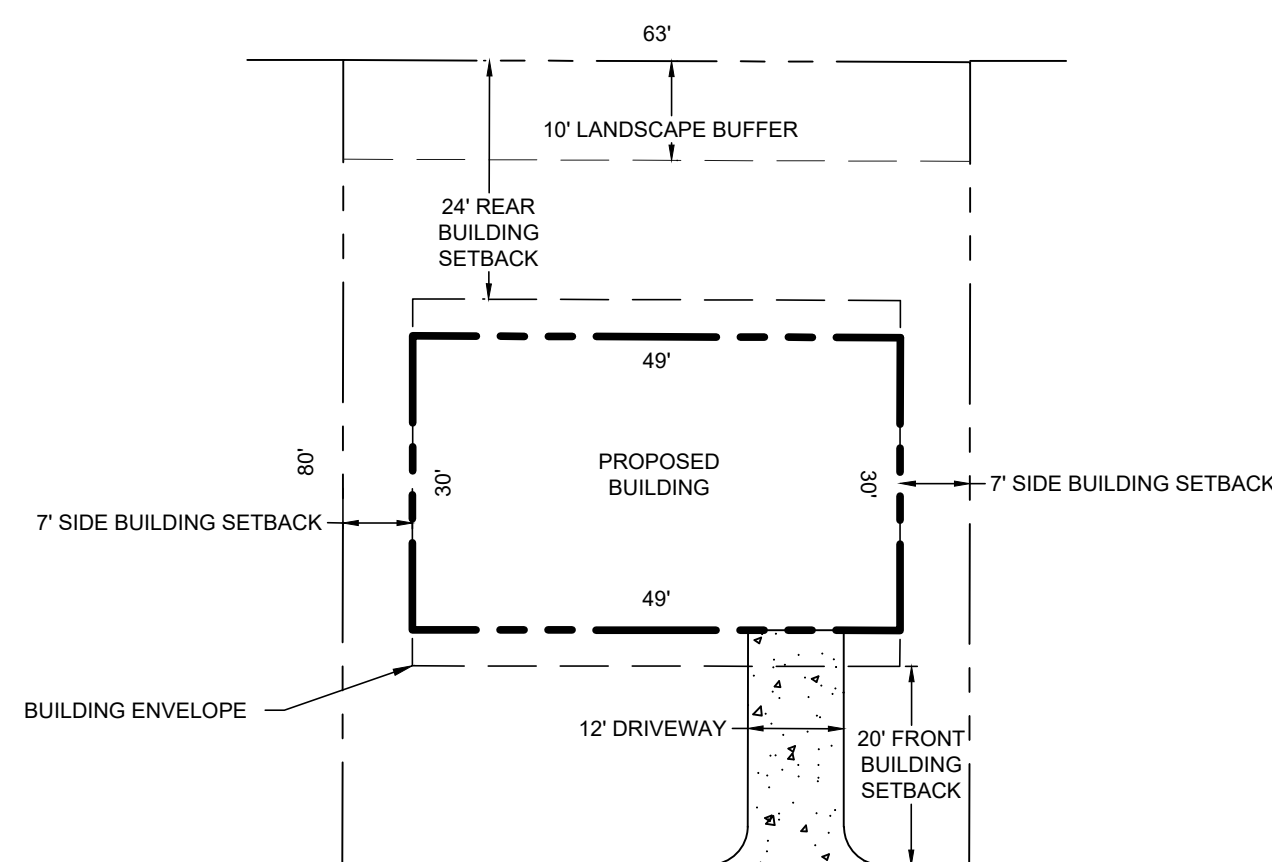 63'
10' LANDSCAPE BUFFER
24' REAR
BUILDING
SETBACK
49'
80'
30'
PROPOSED
BUILDING
30'
7' SIDE BUILDING SETBACK
7' SIDE BUILDING SETBACK
49'
BUILDING ENVELOPE
12' DRIVEWAY
20' FRONT
BUILDING
SETBACK